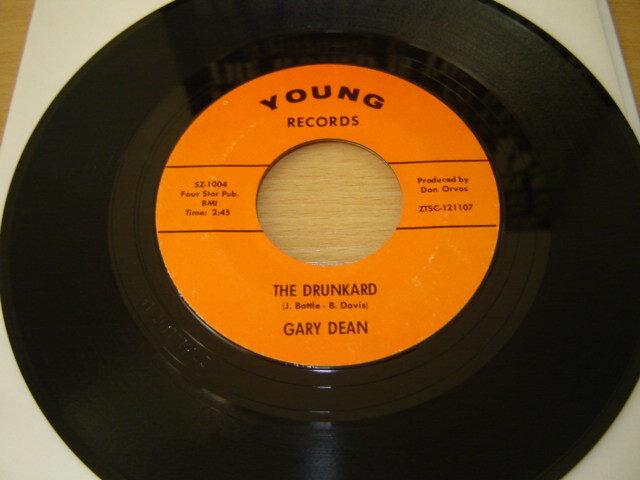 YOUNG
RECORDS
SZ-1004
Four Star Pub.
BMI
Time: 2:45
Produced by
Don Orvos
ZTSC-121107
THE DRUNKARD
(J. Battle - B. Davis)
GARY DEAN